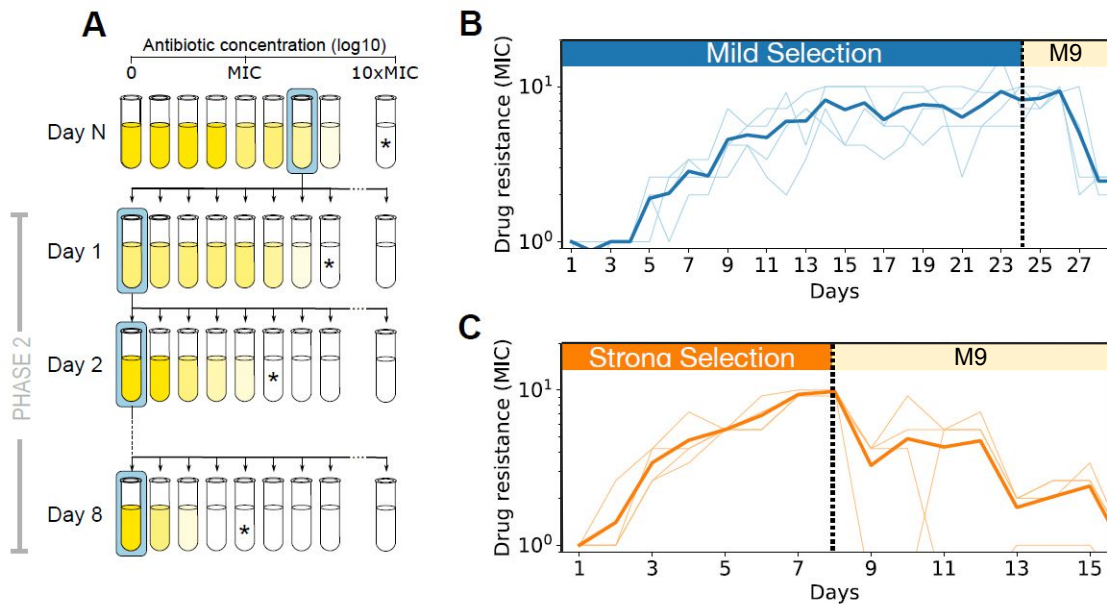 A
Antibiotic concentration (log10)
0 MIC 10xMIC
Day N
*
PHASE 2
Day 1
*
Day 2
*
Day 8
*
B
Mild Selection M9
Drug resistance (MIC)
10¹
10⁰
1 3 5 7 9 11 13 15 17 19 21 23 25 27
Days
C
Strong Selection M9
Drug resistance (MIC)
10¹
10⁰
1 3 5 7 9 11 13 15
Days